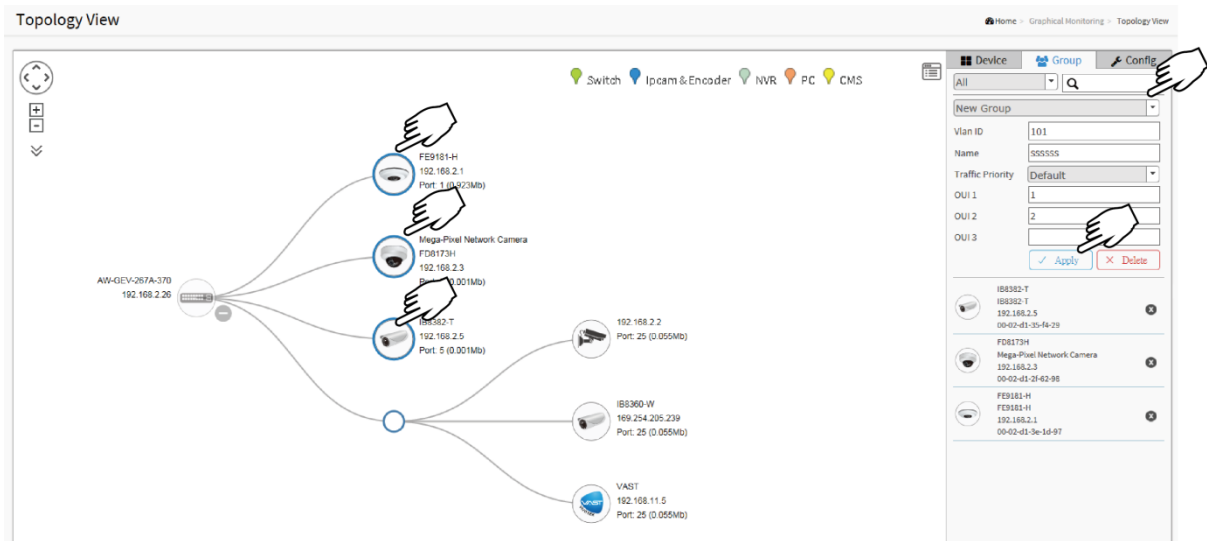 Topology View
Home > Graphical Monitoring > Topology View
Switch Ipcam & Encoder NVR PC CMS
Device Group Config
All
New Group
Vlan ID 101
Name ssssss
Traffic Priority Default
OUI 1 1
OUI 2 2
OUI 3
Apply Delete
FE9181-H
192.168.2.1
Port: 1 (0.923Mb)
Mega-Pixel Network Camera
FD8173H
192.168.2.3
(0.001Mb)
AW-GEV-267A-370
192.168.2.26
IB8382-T
192.168.2.5
Port: 5 (0.001Mb)
192.168.2.2
Port: 25 (0.055Mb)
IB8360-W
169.254.205.239
Port: 25 (0.055Mb)
VAST
192.168.11.5
Port: 25 (0.055Mb)
IB8382-T
IB8382-T
192.168.2.5
00-02-d1-35-f4-29
FD8173H
Mega-Pixel Network Camera
192.168.2.3
00-02-d1-2f-62-98
FE9181-H
FE9181-H
192.168.2.1
00-02-d1-3e-1d-97